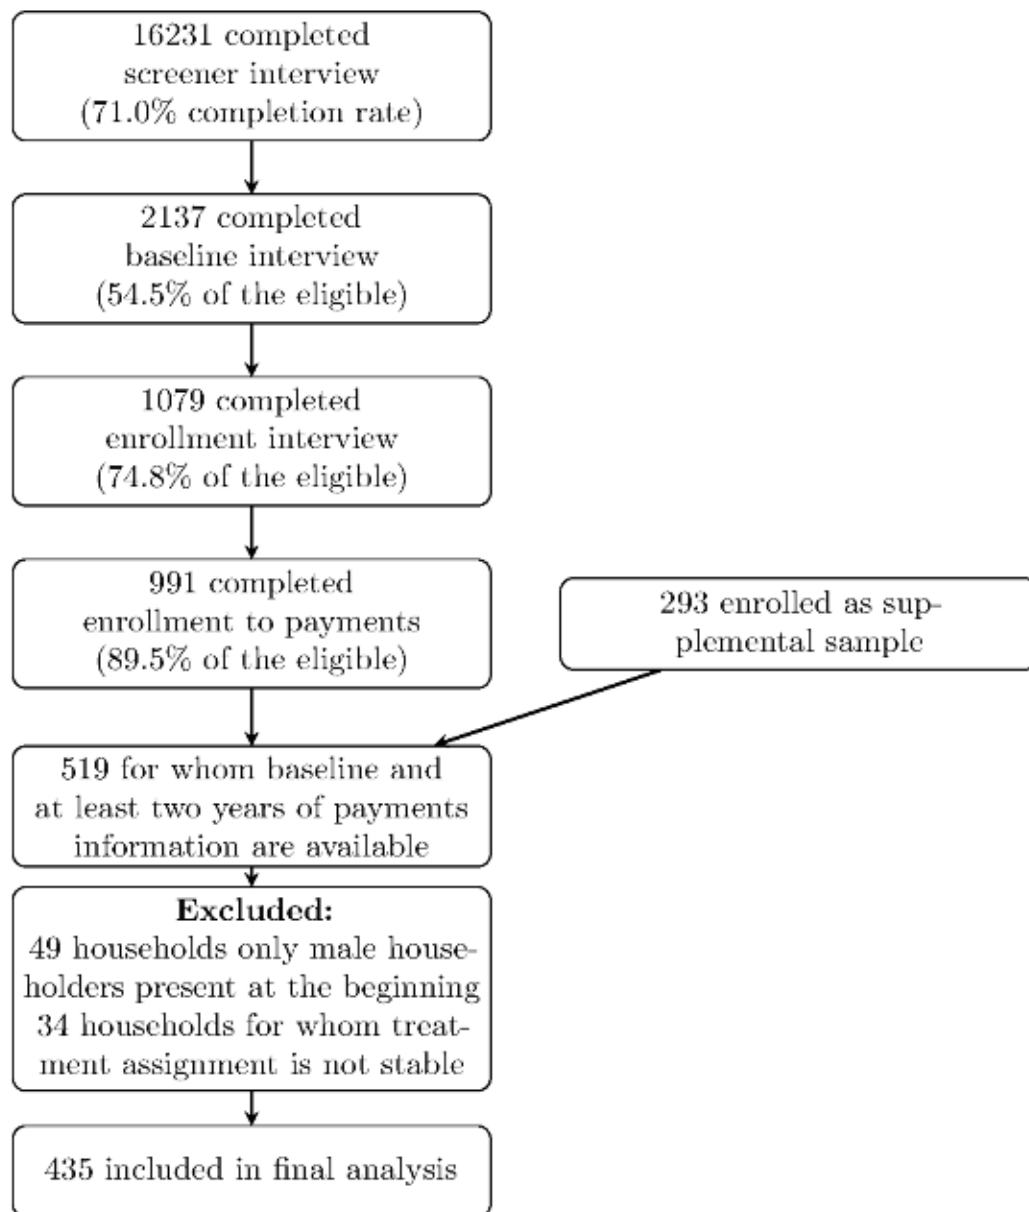 16231 completed
screener interview
(71.0% completion rate)
2137 completed
baseline interview
(54.5% of the eligible)
1079 completed
enrollment interview
(74.8% of the eligible)
991 completed
enrollment to payments
(89.5% of the eligible)
293 enrolled as sup-
plemental sample
519 for whom baseline and
at least two years of payments
information are available
Excluded:
49 households only male house-
holders present at the beginning
34 households for whom treat-
ment assignment is not stable
435 included in final analysis